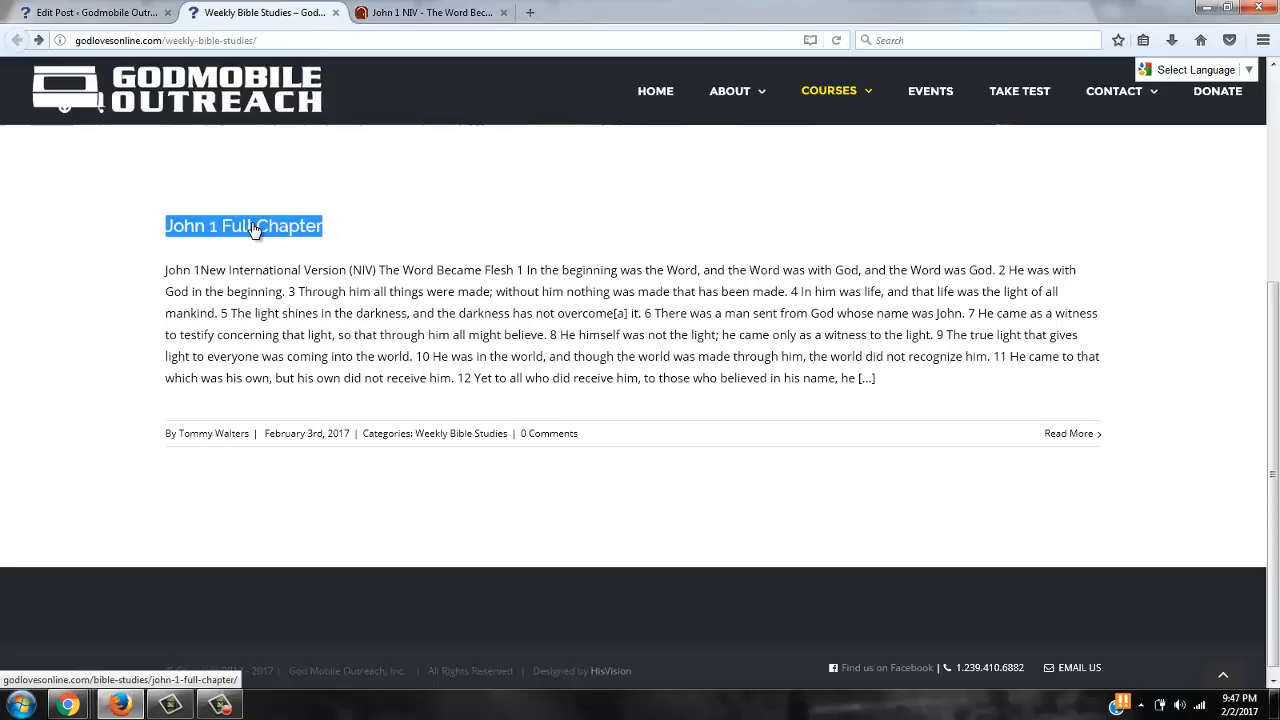 Edit Post ‹ Godmobile Outr...
Weekly Bible Studies – God...
John 1 NIV - The Word Bec...
godlovesonline.com/weekly-bible-studies/
Search
Select Language
GODMOBILE
OUTREACH
HOME ABOUT COURSES EVENTS TAKE TEST CONTACT DONATE
John 1 Full Chapter
John 1New International Version (NIV) The Word Became Flesh 1 In the beginning was the Word, and the Word was with God, and the Word was God. 2 He was with
God in the beginning. 3 Through him all things were made; without him nothing was made that has been made. 4 In him was life, and that life was the light of all
mankind. 5 The light shines in the darkness, and the darkness has not overcome[a] it. 6 There was a man sent from God whose name was John. 7 He came as a witness
to testify concerning that light, so that through him all might believe. 8 He himself was not the light; he came only as a witness to the light. 9 The true light that gives
light to everyone was coming into the world. 10 He was in the world, and though the world was made through him, the world did not recognize him. 11 He came to that
which was his own, but his own did not receive him. 12 Yet to all who did receive him, to those who believed in his name, he [...]
By Tommy Walters | February 3rd, 2017 | Categories: Weekly Bible Studies | 0 Comments Read More
2017 | God Mobile Outreach, Inc. | All Rights Reserved | Designed by HisVision
Find us on Facebook | 1.239.410.6882 EMAIL US
godlovesonline.com/bible-studies/john-1-full-chapter/
9:47 PM
2/2/2017